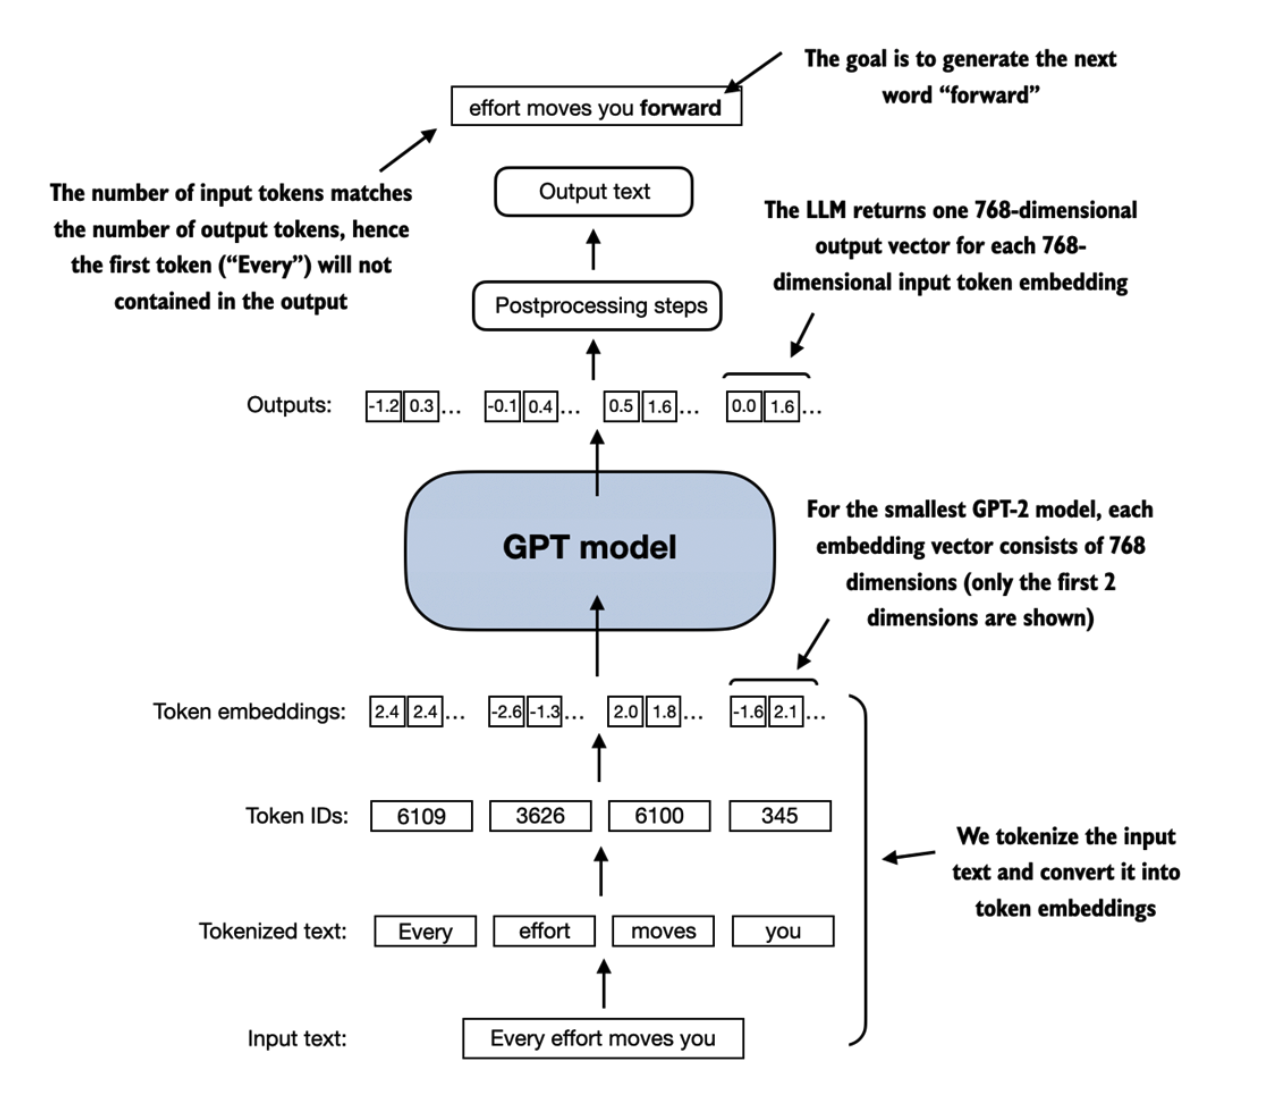 The goal is to generate the next
word “forward”
effort moves you forward
The number of input tokens matches
the number of output tokens, hence
the first token (“Every”) will not
contained in the output
Output text
The LLM returns one 768-dimensional
output vector for each 768-
dimensional input token embedding
Postprocessing steps
Outputs: -1.2 0.3 ... -0.1 0.4 ... 0.5 1.6 ... 0.0 1.6 ...
GPT model
For the smallest GPT-2 model, each
embedding vector consists of 768
dimensions (only the first 2
dimensions are shown)
Token embeddings: 2.4 2.4 ... -2.6 -1.3 ... 2.0 1.8 ... -1.6 2.1 ...
Token IDs: 6109 3626 6100 345
We tokenize the input
text and convert it into
token embeddings
Tokenized text: Every effort moves you
Input text: Every effort moves you